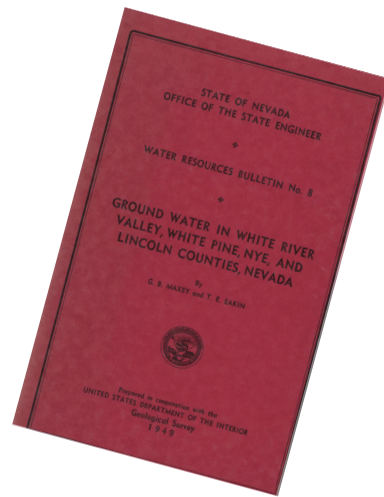 STATE OF NEVADA
OFFICE OF THE STATE ENGINEER
WATER RESOURCES BULLETIN No. 8
GROUND WATER IN WHITE RIVER
VALLEY, WHITE PINE, NYE, AND
LINCOLN COUNTIES, NEVADA
By
G. B. MAXEY and T. E. EAKIN
Prepared in cooperation with the
UNITED STATES DEPARTMENT OF THE INTERIOR
Geological Survey
1949